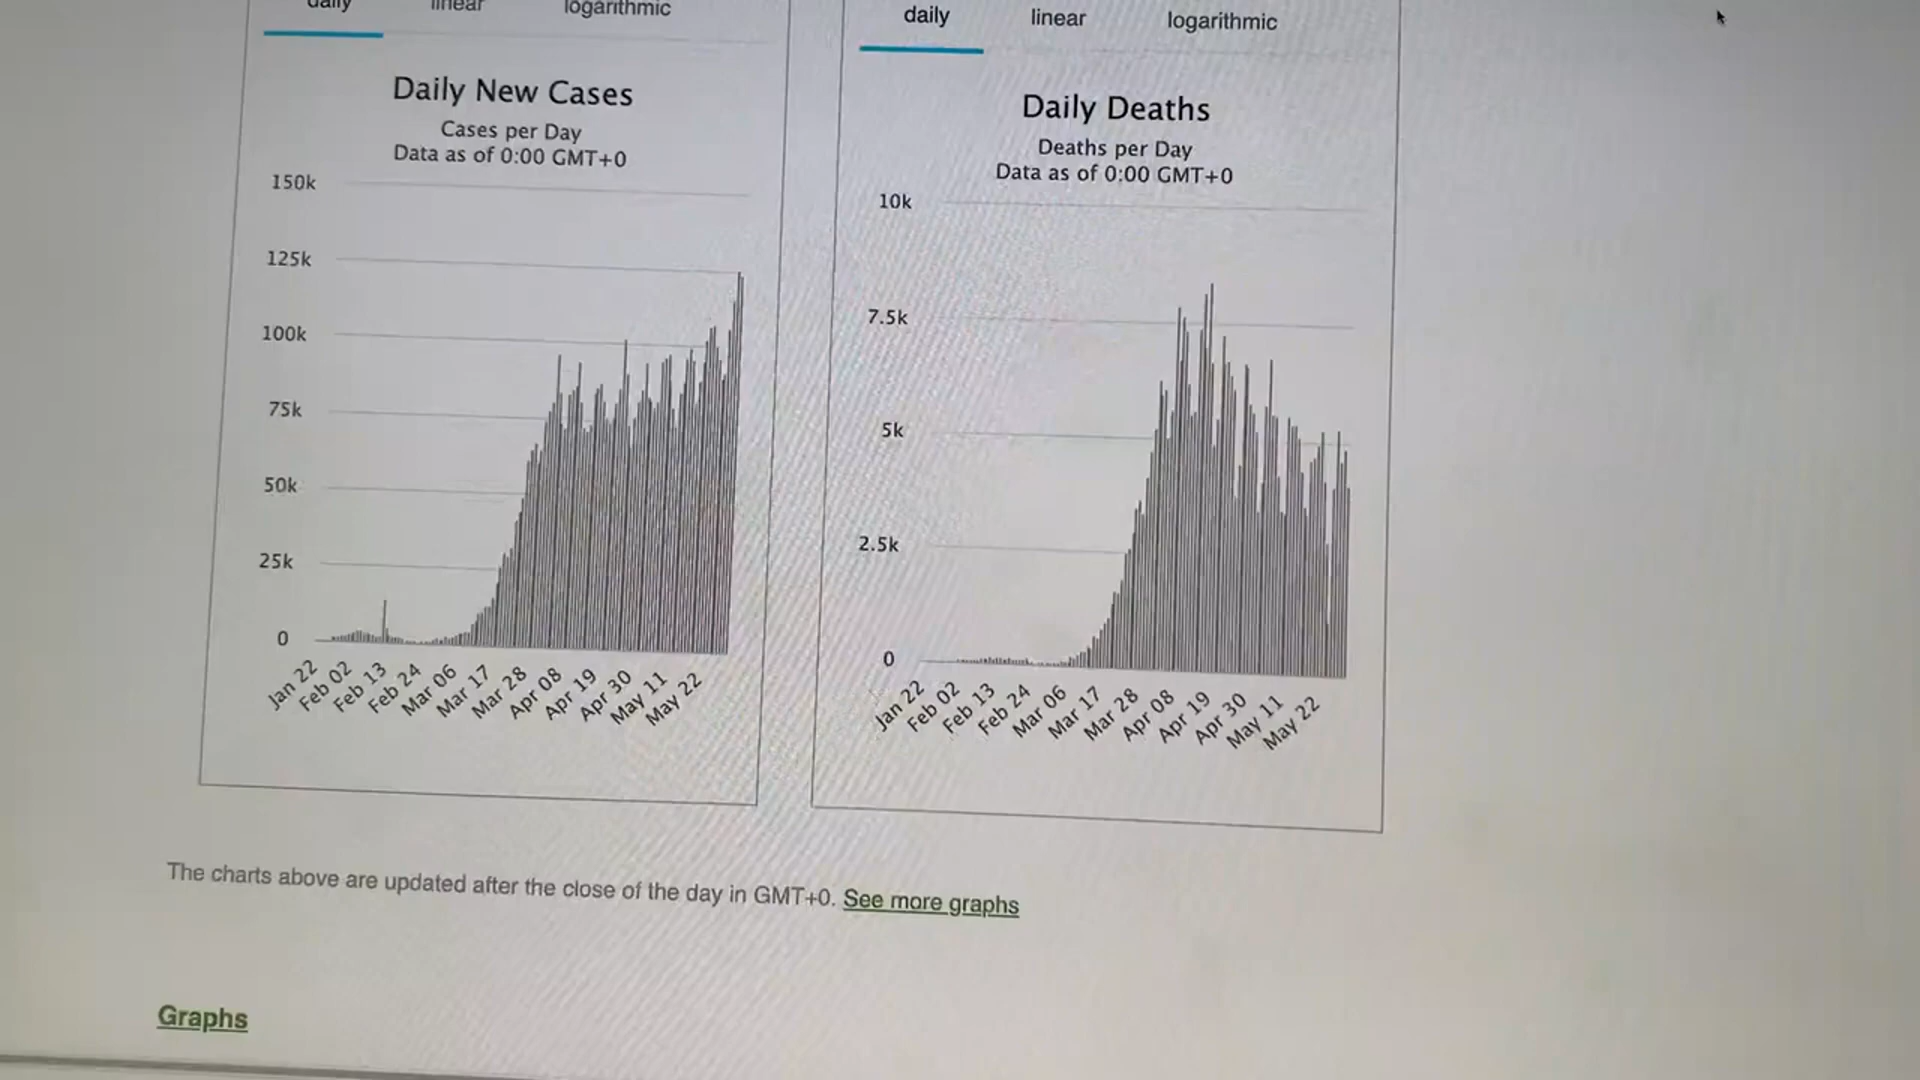 daily linear logarithmic
Daily New Cases
Cases per Day
Data as of 0:00 GMT+0
150k
125k
100k
75k
50k
25k
0
Jan 22
Feb 02
Feb 13
Feb 24
Mar 06
Mar 17
Mar 28
Apr 08
Apr 19
Apr 30
May 11
May 22
daily linear logarithmic
Daily Deaths
Deaths per Day
Data as of 0:00 GMT+0
10k
7.5k
5k
2.5k
0
Jan 22
Feb 02
Feb 13
Feb 24
Mar 06
Mar 17
Mar 28
Apr 08
Apr 19
Apr 30
May 11
May 22
The charts above are updated after the close of the day in GMT+0. See more graphs
Graphs